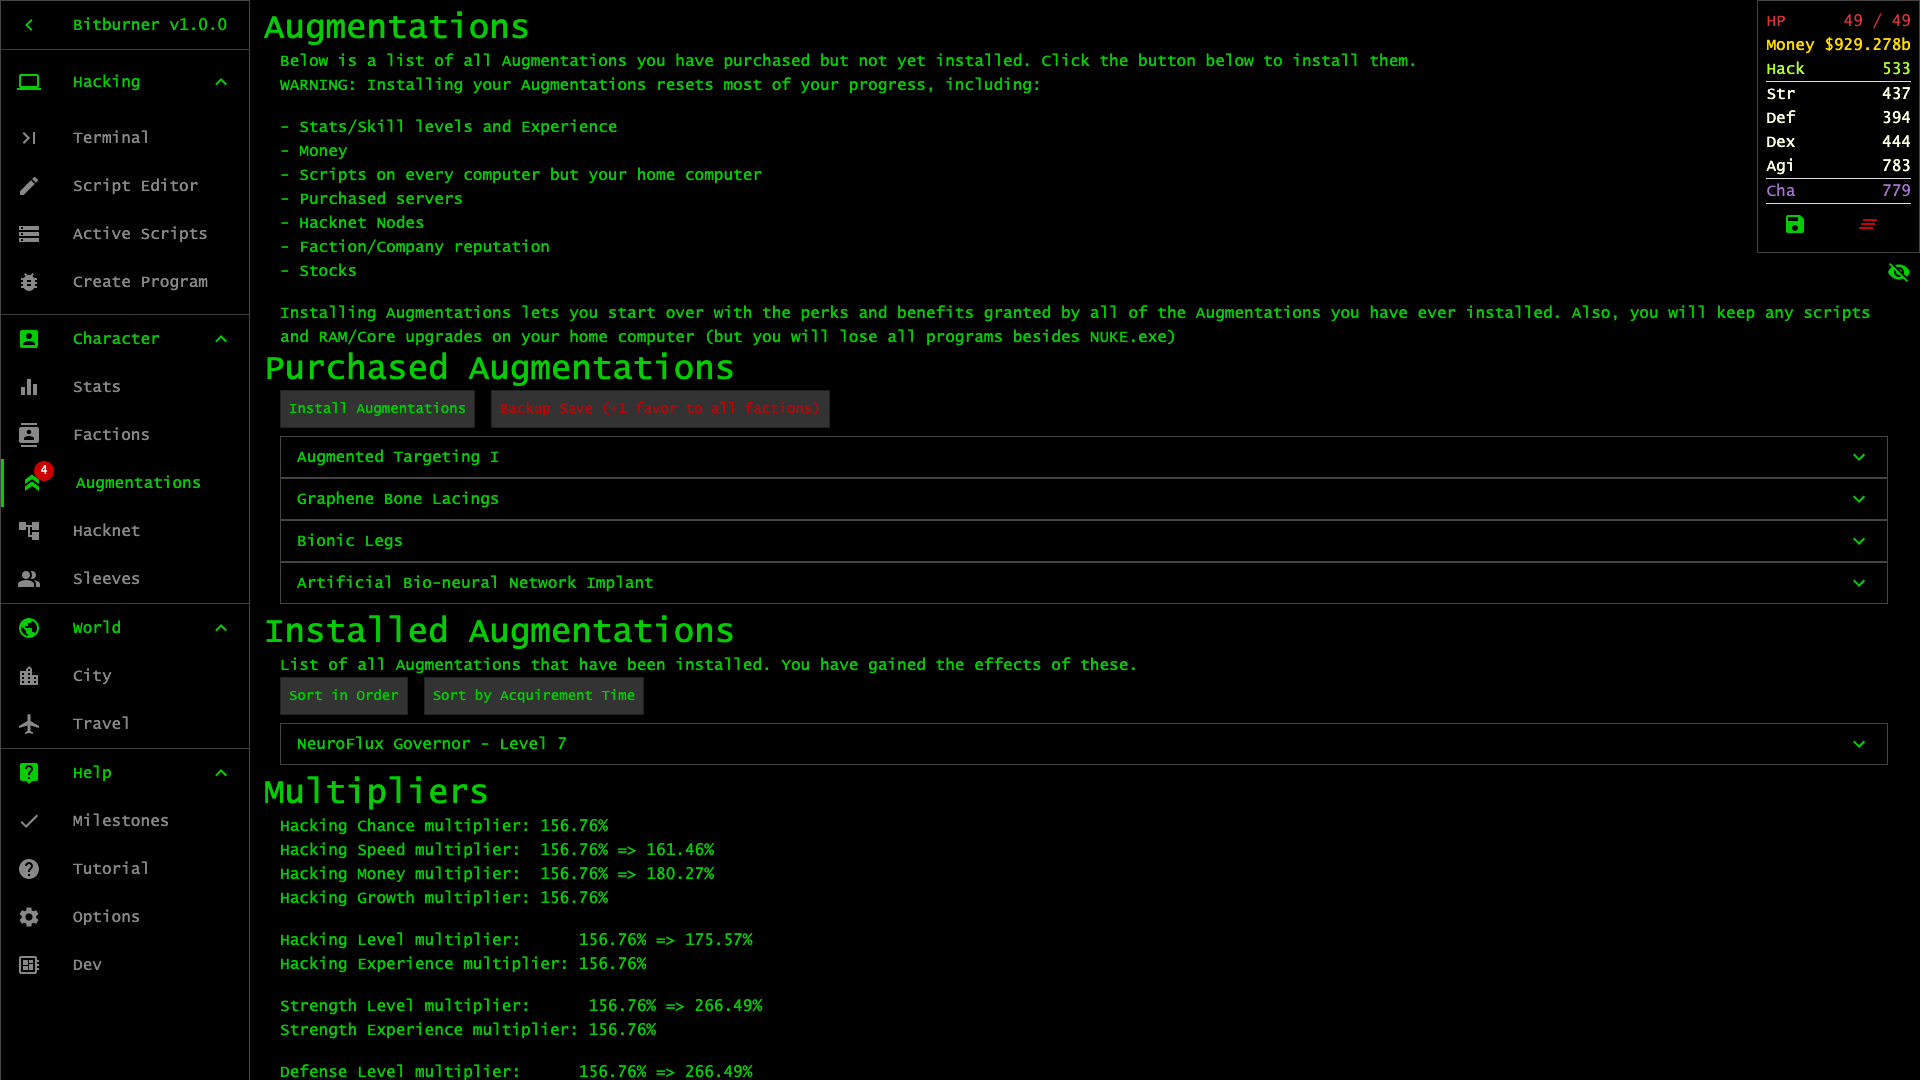 Bitburner v1.0.0
Hacking
Terminal
Script Editor
Active Scripts
Create Program
Character
Stats
Factions
4
Augmentations
Hacknet
Sleeves
World
City
Travel
Help
Milestones
Tutorial
Options
Dev
Augmentations
Below is a list of all Augmentations you have purchased but not yet installed. Click the button below to install them.
WARNING: Installing your Augmentations resets most of your progress, including:
- Stats/Skill levels and Experience
- Money
- Scripts on every computer but your home computer
- Purchased servers
- Hacknet Nodes
- Faction/Company reputation
- Stocks
Installing Augmentations lets you start over with the perks and benefits granted by all of the Augmentations you have ever installed. Also, you will keep any scripts
and RAM/Core upgrades on your home computer (but you will lose all programs besides NUKE.exe)
Purchased Augmentations
Install Augmentations Backup Save (+1 favor to all factions)
Augmented Targeting I
Graphene Bone Lacings
Bionic Legs
Artificial Bio-neural Network Implant
Installed Augmentations
List of all Augmentations that have been installed. You have gained the effects of these.
Sort in Order Sort by Acquirement Time
NeuroFlux Governor - Level 7
Multipliers
Hacking Chance multiplier: 156.76%
Hacking Speed multiplier: 156.76% => 161.46%
Hacking Money multiplier: 156.76% => 180.27%
Hacking Growth multiplier: 156.76%
Hacking Level multiplier: 156.76% => 175.57%
Hacking Experience multiplier: 156.76%
Strength Level multiplier: 156.76% => 266.49%
Strength Experience multiplier: 156.76%
Defense Level multiplier: 156.76% => 266.49%
HP 49 / 49
Money $929.278b
Hack 533
Str 437
Def 394
Dex 444
Agi 783
Cha 779